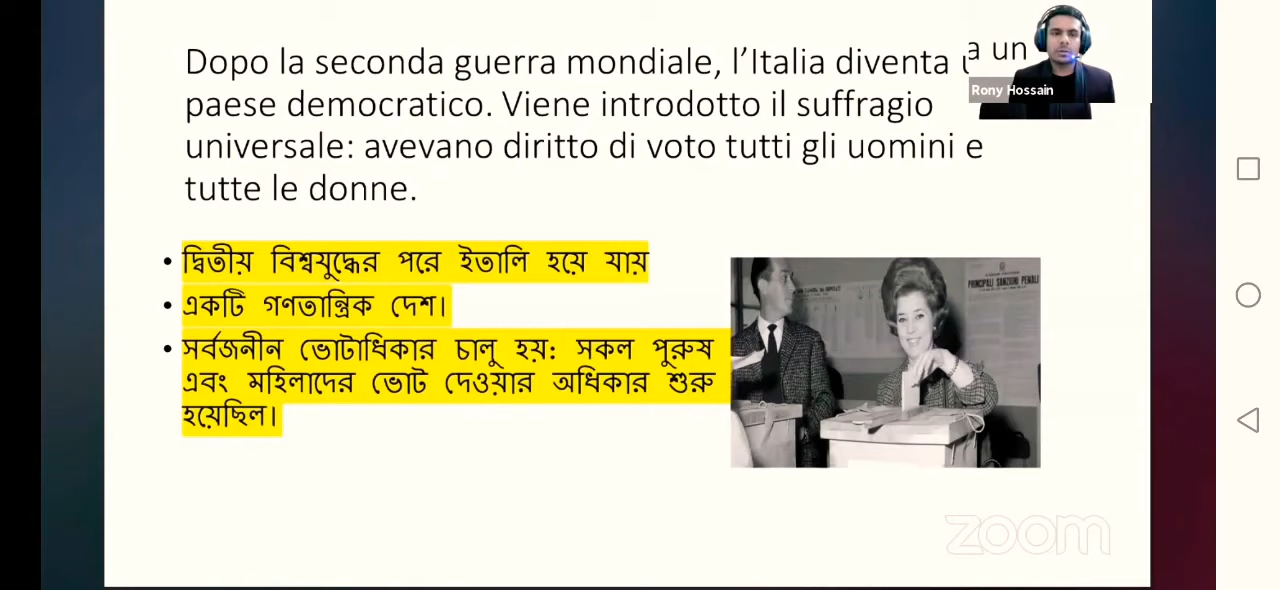 Dopo la seconda guerra mondiale, l’Italia diventa un
paese democratico. Viene introdotto il suffragio
universale: avevano diritto di voto tutti gli uomini e
tutte le donne.
Rony Hossain
• দ্বিতীয় বিশ্বযুদ্ধের পরে ইতালি হয়ে যায়
• একটি গণতান্ত্রিক দেশ।
• সর্বজনীন ভোটাধিকার চালু হয়: সকল পুরুষ
এবং মহিলাদের ভোট দেওয়ার অধিকার শুরু
হয়েছিল।
PRINCIPALI SANZIONI PENALI
zoom